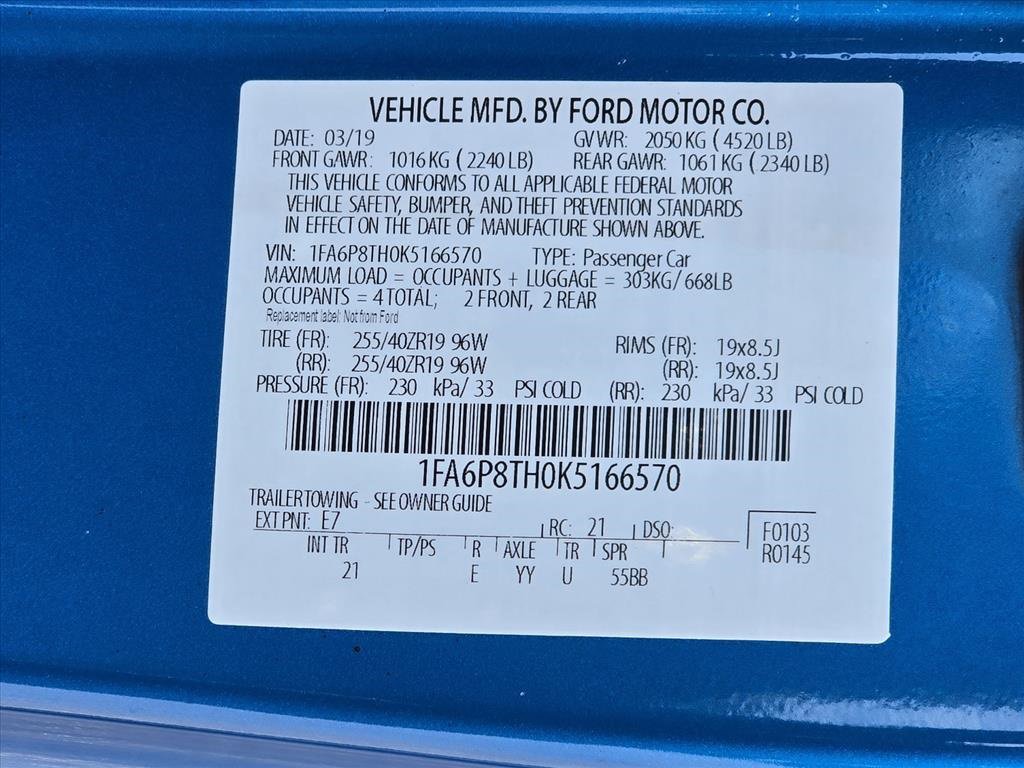 VEHICLE MFD. BY FORD MOTOR CO.
DATE: 03/19 GVWR: 2050 KG ( 4520 LB)
FRONT GAWR: 1016 KG ( 2240 LB) REAR GAWR: 1061 KG ( 2340 LB)
THIS VEHICLE CONFORMS TO ALL APPLICABLE FEDERAL MOTOR
VEHICLE SAFETY, BUMPER, AND THEFT PREVENTION STANDARDS
IN EFFECT ON THE DATE OF MANUFACTURE SHOWN ABOVE.
VIN: 1FA6P8TH0K5166570 TYPE: Passenger Car
MAXIMUM LOAD = OCCUPANTS + LUGGAGE = 303KG/ 668LB
OCCUPANTS = 4 TOTAL; 2 FRONT, 2 REAR
Replacement label: Not from Ford
TIRE (FR): 255/40ZR19 96W RIMS (FR): 19x8.5J
(RR): 255/40ZR19 96W (RR): 19x8.5J
PRESSURE (FR): 230 kPa/ 33 PSI COLD (RR): 230 kPa/ 33 PSI COLD
1FA6P8TH0K5166570
TRAILER TOWING - SEE OWNER GUIDE
EXT PNT: E7 RC: 21 DSO: F0103
INT TR TP/PS R AXLE TR SPR R0145
21 E YY U 55BB